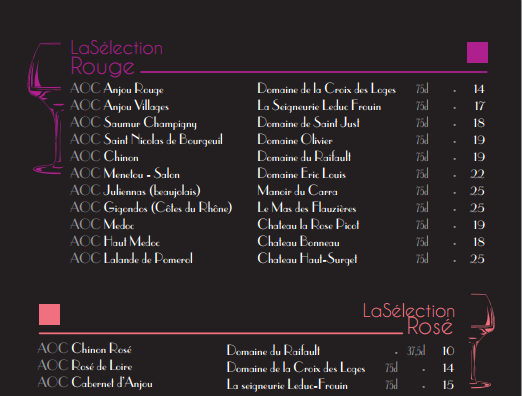 LaSélection
Rouge
AOC Anjou Rouge Domaine de la Croix des Loges 75cl - 14
AOC Anjou Villages La Seigneurie Leduc Frouin 75cl - 17
AOC Saumur Champigny Domaine de Saint Just 75cl - 18
AOC Saint Nicolas de Bourgeuil Domaine Olivier 75cl - 19
AOC Chinon Domaine du Raifault 75cl - 19
AOC Menetou - Salon Domaine Eric Louis 75cl - 22
AOC Juliennas (beaujolais) Manoir du Carra 75cl - 25
AOC Gigondas (Côtes du Rhône) Le Mas des Flauzières 75cl - 25
AOC Medoc Chateau la Rose Picot 75cl - 19
AOC Haut Medoc Chateau Bonneau 75cl - 18
AOC Lalande de Pomerol Chateau Haut-Surget 75cl - 25
LaSélection
Rosé
AOC Chinon Rosé Domaine du Raifault - 37,5cl 10
AOC Rosé de Loire Domaine de la Croix des Loges 75cl - 14
AOC Cabernet d'Anjou La seigneurie Leduc-Frouin 75cl - 15